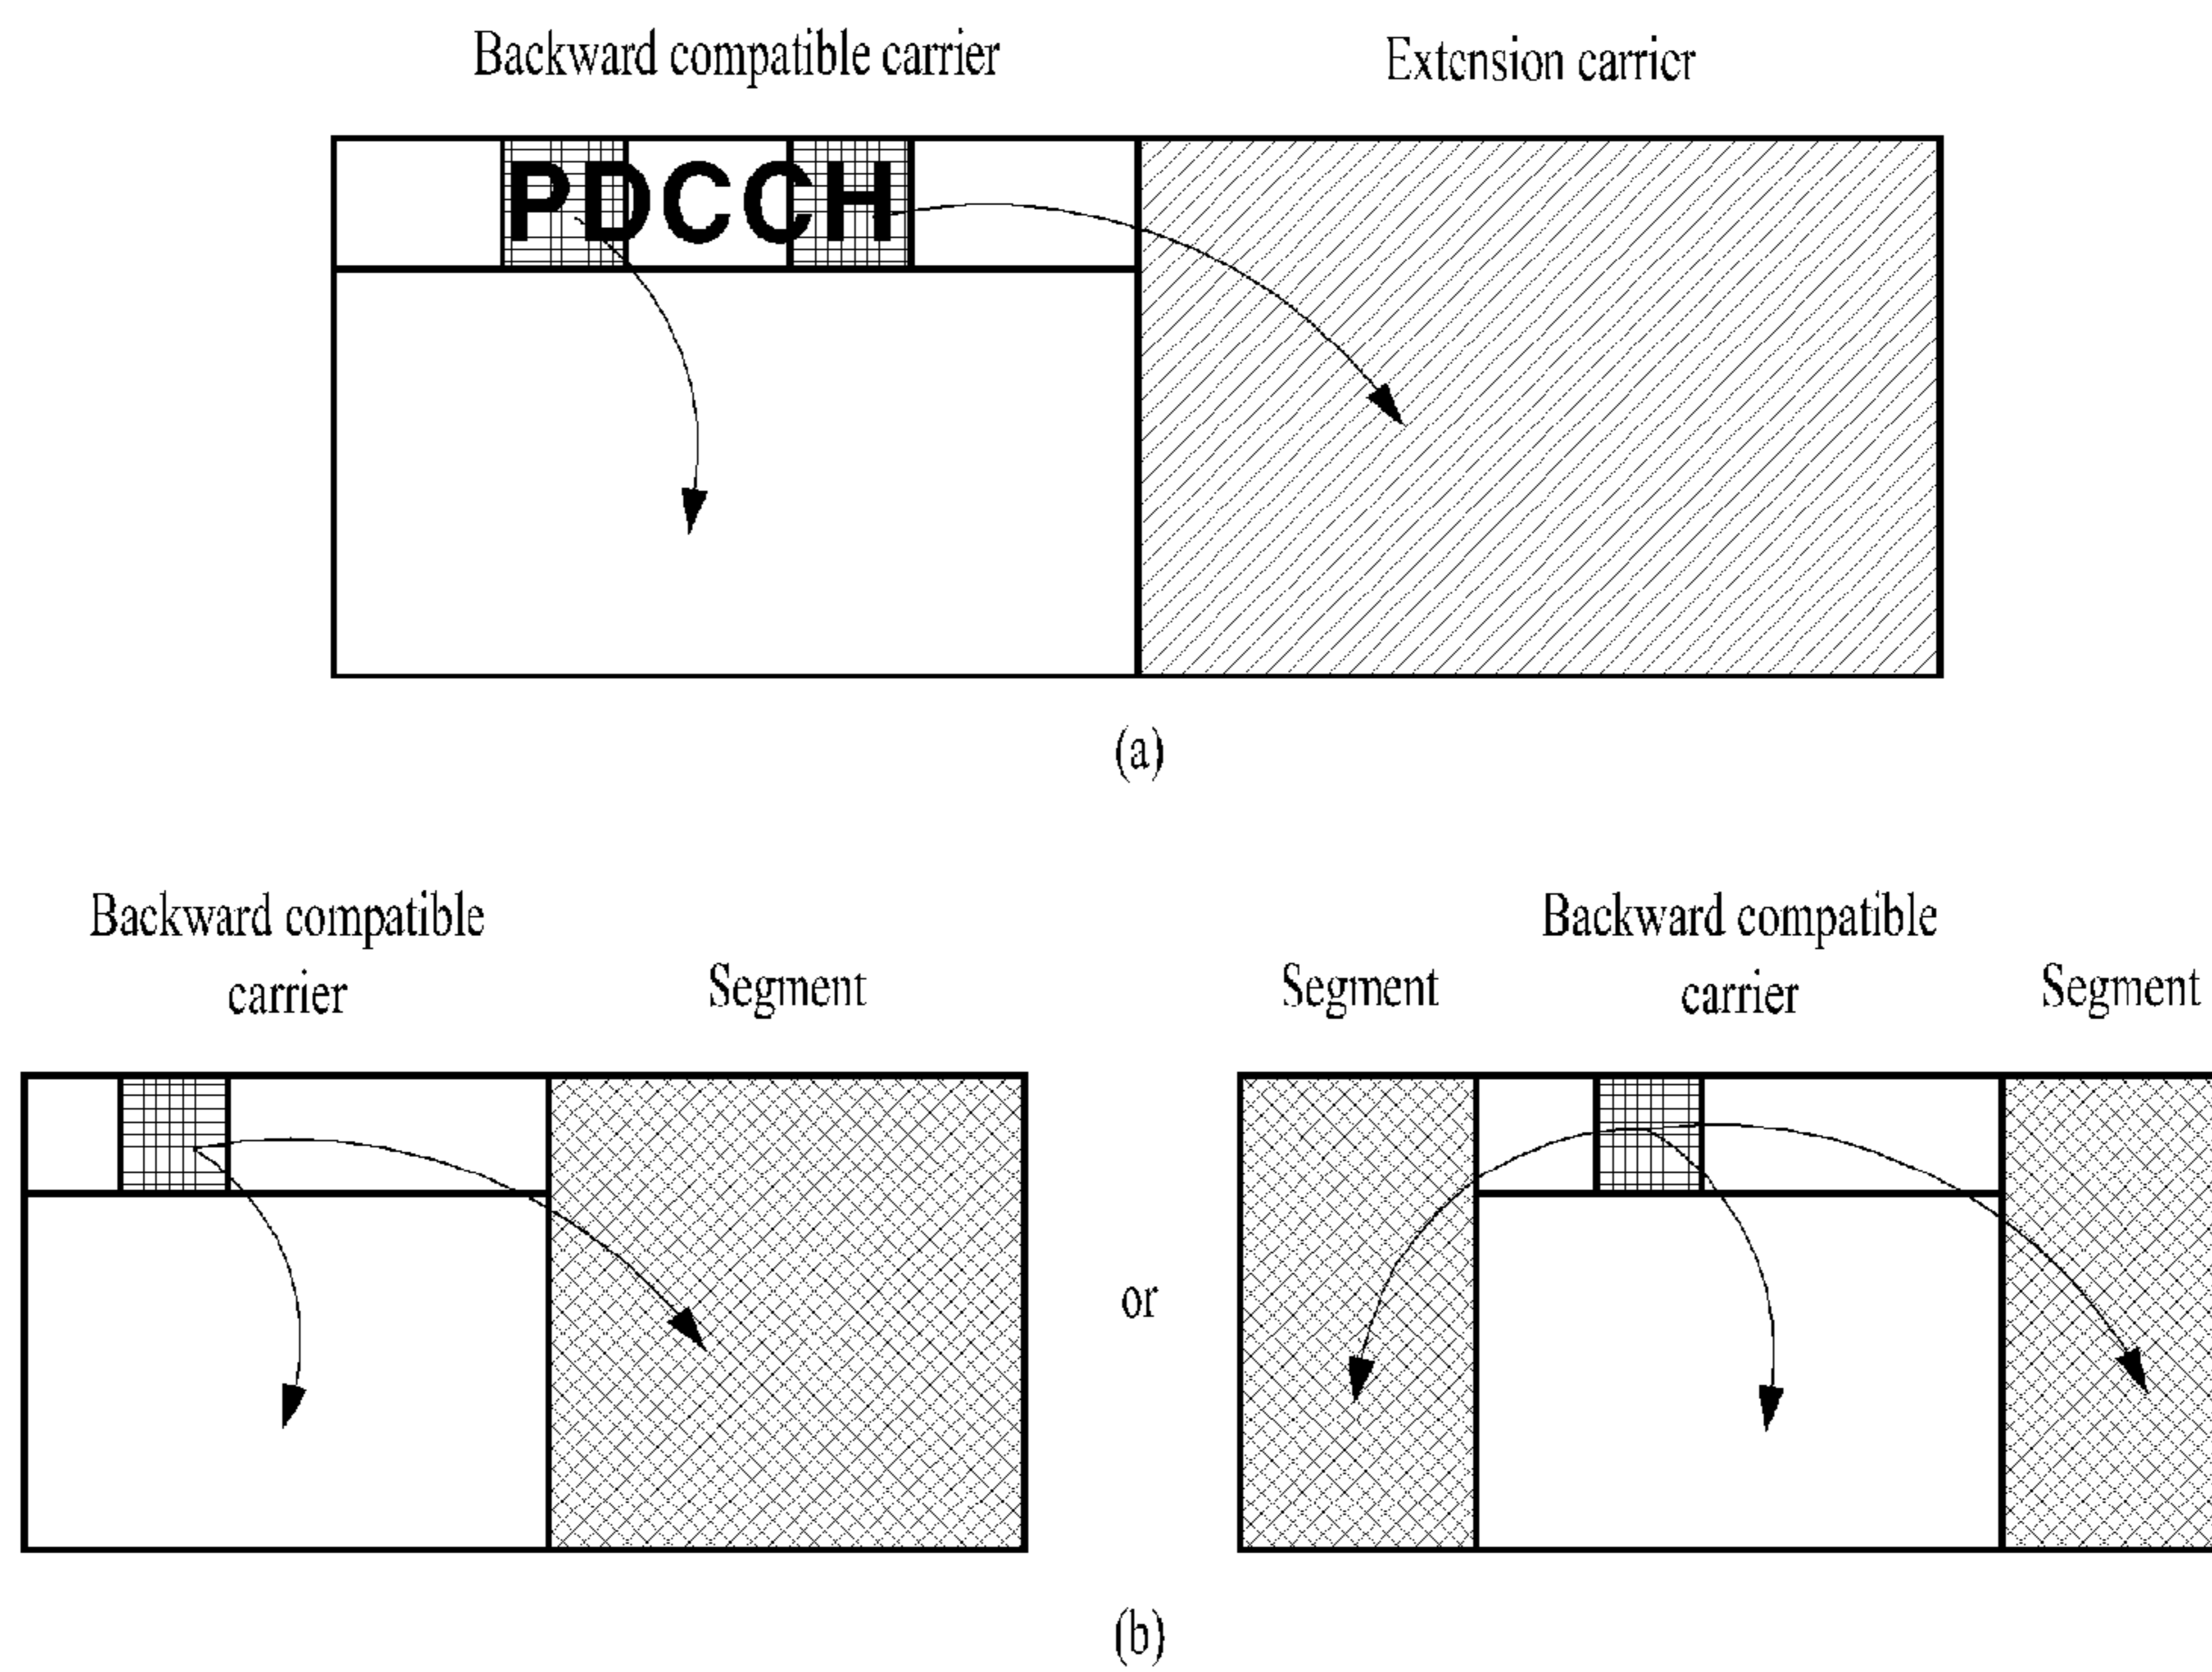 Backward compatible carrier
Extension carrier
PDCCH
(a)
Backward compatible
carrier
Segment
Segment
Backward compatible
carrier
Segment
or
(b)